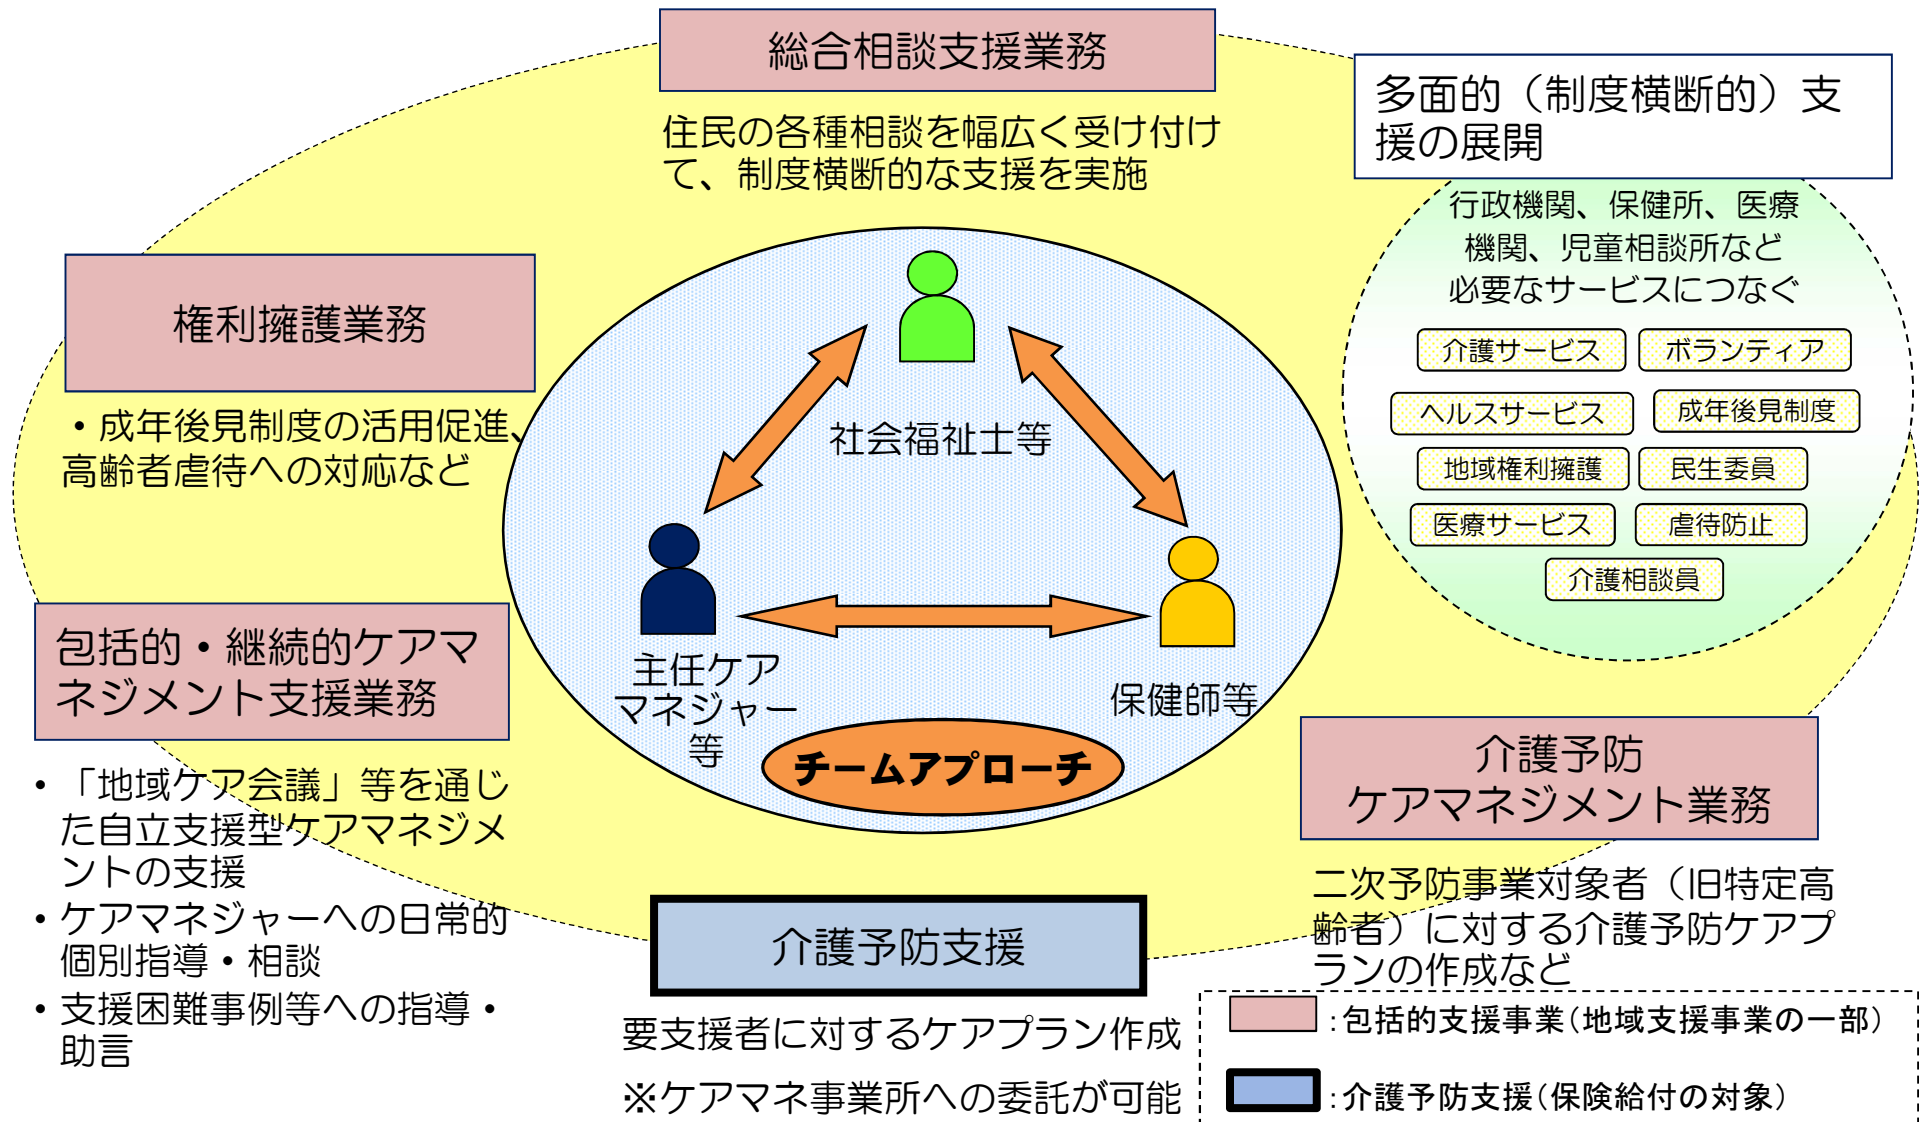 総合相談支援業務
住民の各種相談を幅広く受け付け
て、制度横断的な支援を実施
多面的（制度横断的）支
援の展開
行政機関、保健所、医療
機関、児童相談所など
必要なサービスにつなぐ
介護サービス
ボランティア
ヘルスサービス
成年後見制度
地域権利擁護
民生委員
医療サービス
虐待防止
介護相談員
権利擁護業務
・成年後見制度の活用促進、
高齢者虐待への対応など
社会福祉士等
主任ケア
マネジャー
等
保健師等
チームアプローチ
包括的・継続的ケアマ
ネジメント支援業務
・「地域ケア会議」等を通じ
た自立支援型ケアマネジメ
ントの支援
・ケアマネジャーへの日常的
個別指導・相談
・支援困難事例等への指導・
助言
介護予防
ケアマネジメント業務
二次予防事業対象者（旧特定高
齢者）に対する介護予防ケアプ
ランの作成など
介護予防支援
要支援者に対するケアプラン作成
※ケアマネ事業所への委託が可能
：包括的支援事業（地域支援事業の一部）
：介護予防支援（保険給付の対象）